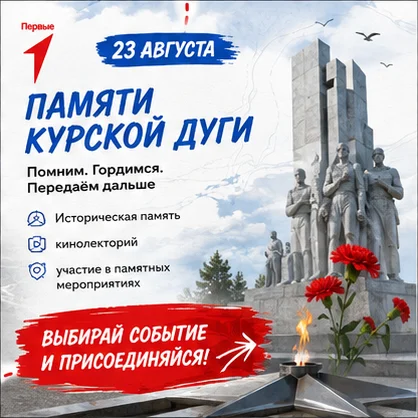 Первые
23 АВГУСТА
ПАМЯТИ
КУРСКОЙ ДУГИ
Помним. Гордимся.
Передаём дальше
Историческая память
кинолекторий
участие в памятных
мероприятиях
ВЫБИРАЙ СОБЫТИЕ
И ПРИСОЕДИНЯЙСЯ!